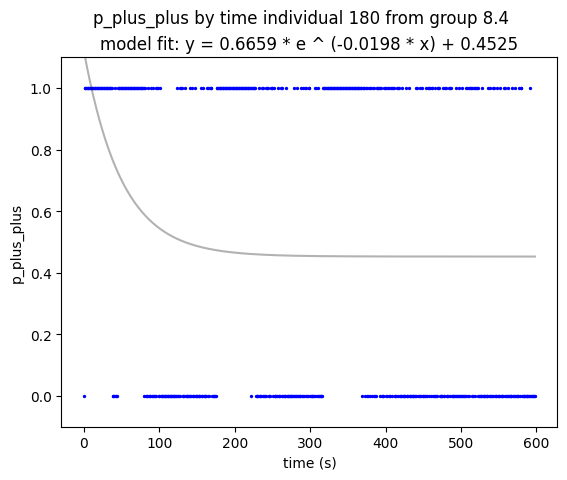 p_plus_plus by time individual 180 from group 8.4
model fit: y = 0.6659 * e ^ (-0.0198 * x) + 0.4525
1.0
0.8
0.6
0.4
0.2
0.0
p_plus_plus
0 100 200 300 400 500 600
time (s)